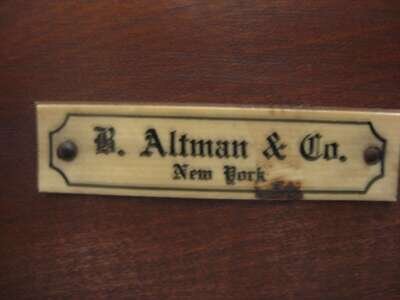 B. Altman & Co.
New York